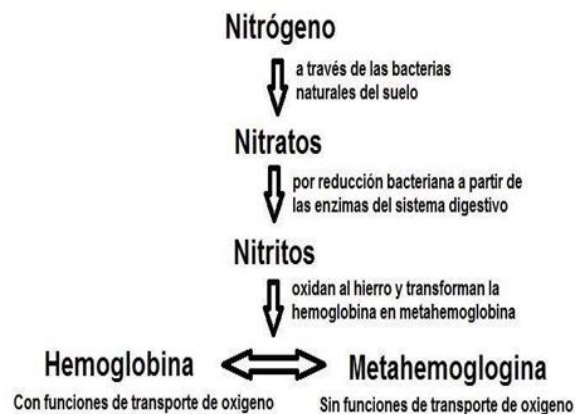 Nitrógeno
a través de las bacterias
naturales del suelo
Nitratos
por reducción bacteriana a partir de
las enzimas del sistema digestivo
Nitritos
oxidan al hierro y transforman la
hemoglobina en metahemoglobina
Hemoglobina
Metahemoglogina
Con funciones de transporte de oxigeno
Sin funciones de transporte de oxigeno